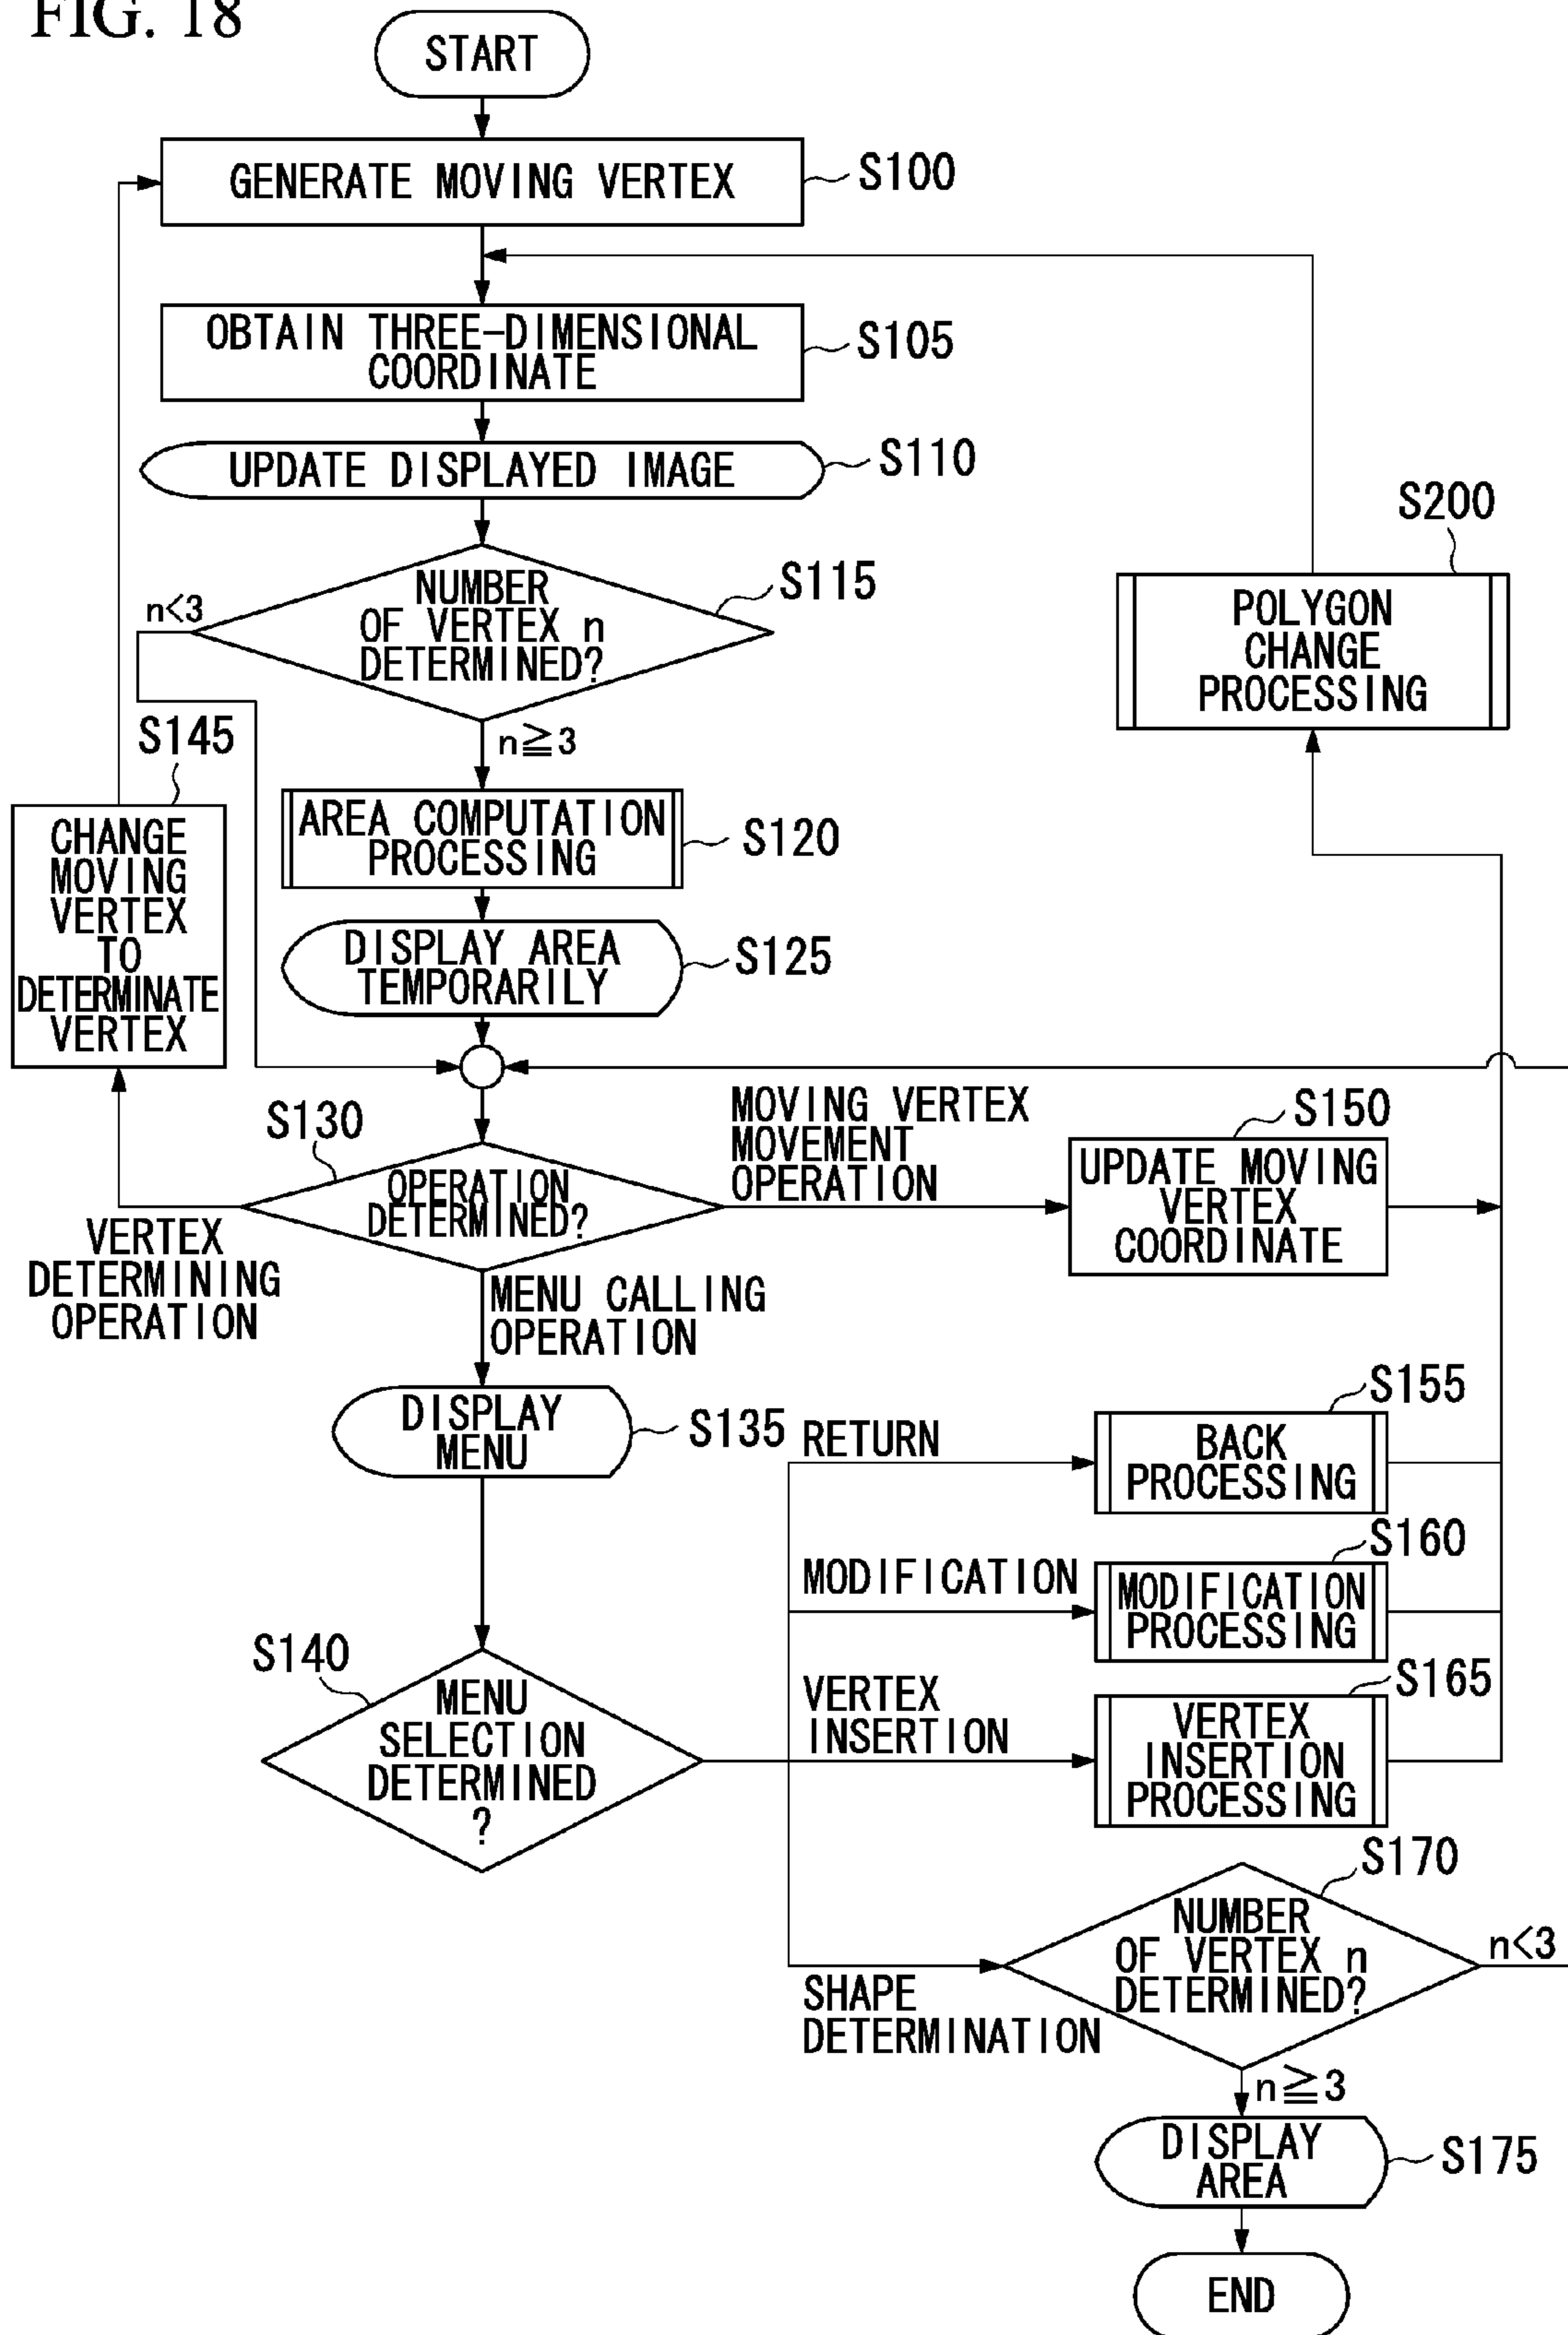 FIG. 18
START
GENERATE MOVING VERTEX
S100
OBTAIN THREE-DIMENSIONAL
COORDINATE
S105
UPDATE DISPLAYED IMAGE
S110
NUMBER
OF VERTEX n
DETERMINED?
S115
n<3
n≧3
S200
POLYGON
CHANGE
PROCESSING
S145
CHANGE
MOVING
VERTEX
TO
DETERMINATE
VERTEX
AREA COMPUTATION
PROCESSING
S120
DISPLAY AREA
TEMPORARILY
S125
S130
OPERATION
DETERMINED?
VERTEX
DETERMINING
OPERATION
MOVING VERTEX
MOVEMENT
OPERATION
S150
UPDATE MOVING
VERTEX
COORDINATE
MENU CALLING
OPERATION
DISPLAY
MENU
S135
RETURN
S155
BACK
PROCESSING
MODIFICATION
S160
MODIFICATION
PROCESSING
S140
MENU
SELECTION
DETERMINED
?
VERTEX
INSERTION
S165
VERTEX
INSERTION
PROCESSING
SHAPE
DETERMINATION
S170
NUMBER
OF VERTEX n
DETERMINED?
n<3
n≧3
DISPLAY
AREA
S175
END